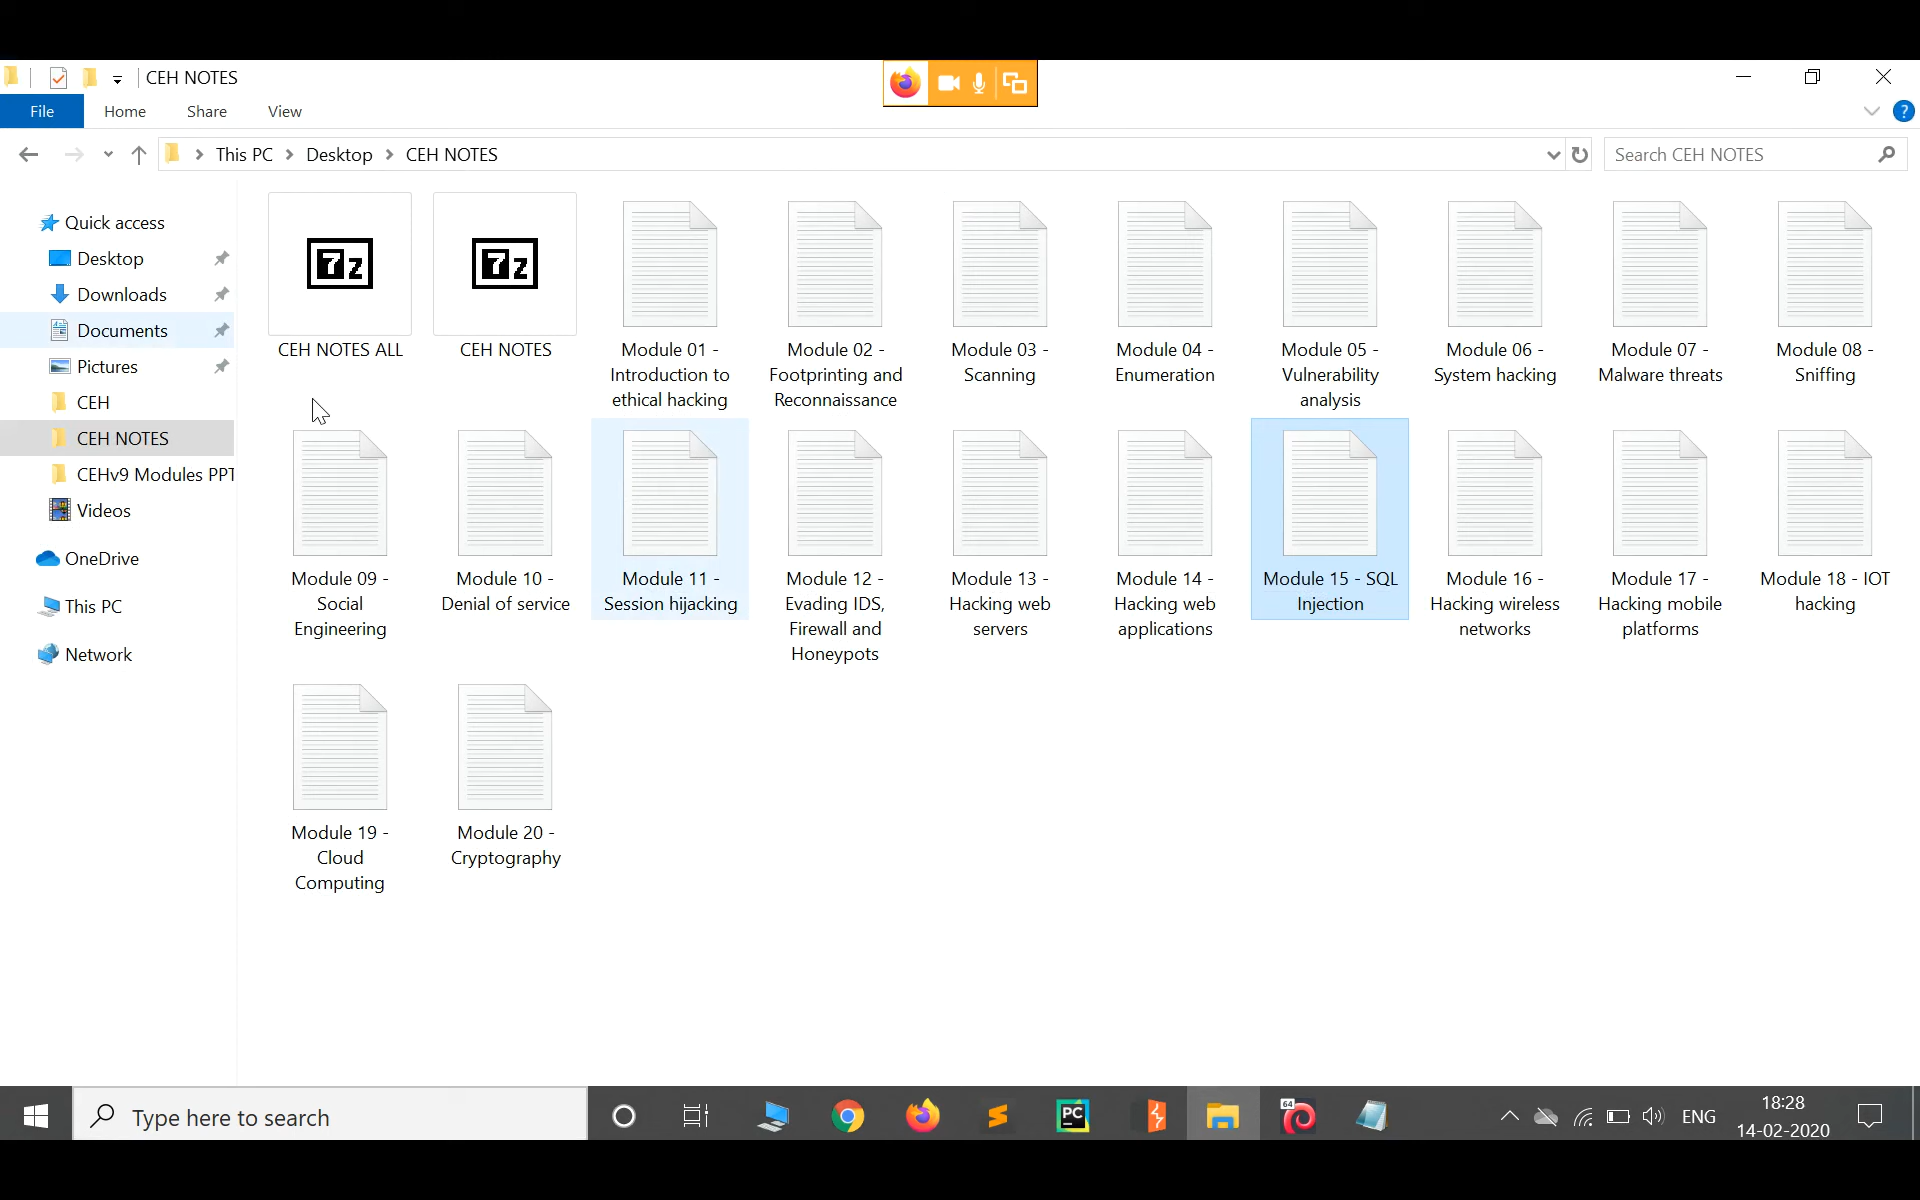 CEH NOTES
File Home Share View
?
This PC Desktop CEH NOTES
Search CEH NOTES
Quick access
Desktop
Downloads
Documents
Pictures
CEH
CEH NOTES
CEHv9 Modules PPT
Videos
OneDrive
This PC
Network
7z
CEH NOTES ALL
7z
CEH NOTES
Module 01 -
Introduction to
ethical hacking
Module 02 -
Footprinting and
Reconnaissance
Module 03 -
Scanning
Module 04 -
Enumeration
Module 05 -
Vulnerability
analysis
Module 06 -
System hacking
Module 07 -
Malware threats
Module 08 -
Sniffing
Module 09 -
Social
Engineering
Module 10 -
Denial of service
Module 11 -
Session hijacking
Module 12 -
Evading IDS,
Firewall and
Honeypots
Module 13 -
Hacking web
servers
Module 14 -
Hacking web
applications
Module 15 - SQL
Injection
Module 16 -
Hacking wireless
networks
Module 17 -
Hacking mobile
platforms
Module 18 - IOT
hacking
Module 19 -
Cloud
Computing
Module 20 -
Cryptography
Type here to search
PC
64
ENG
18:28
14-02-2020